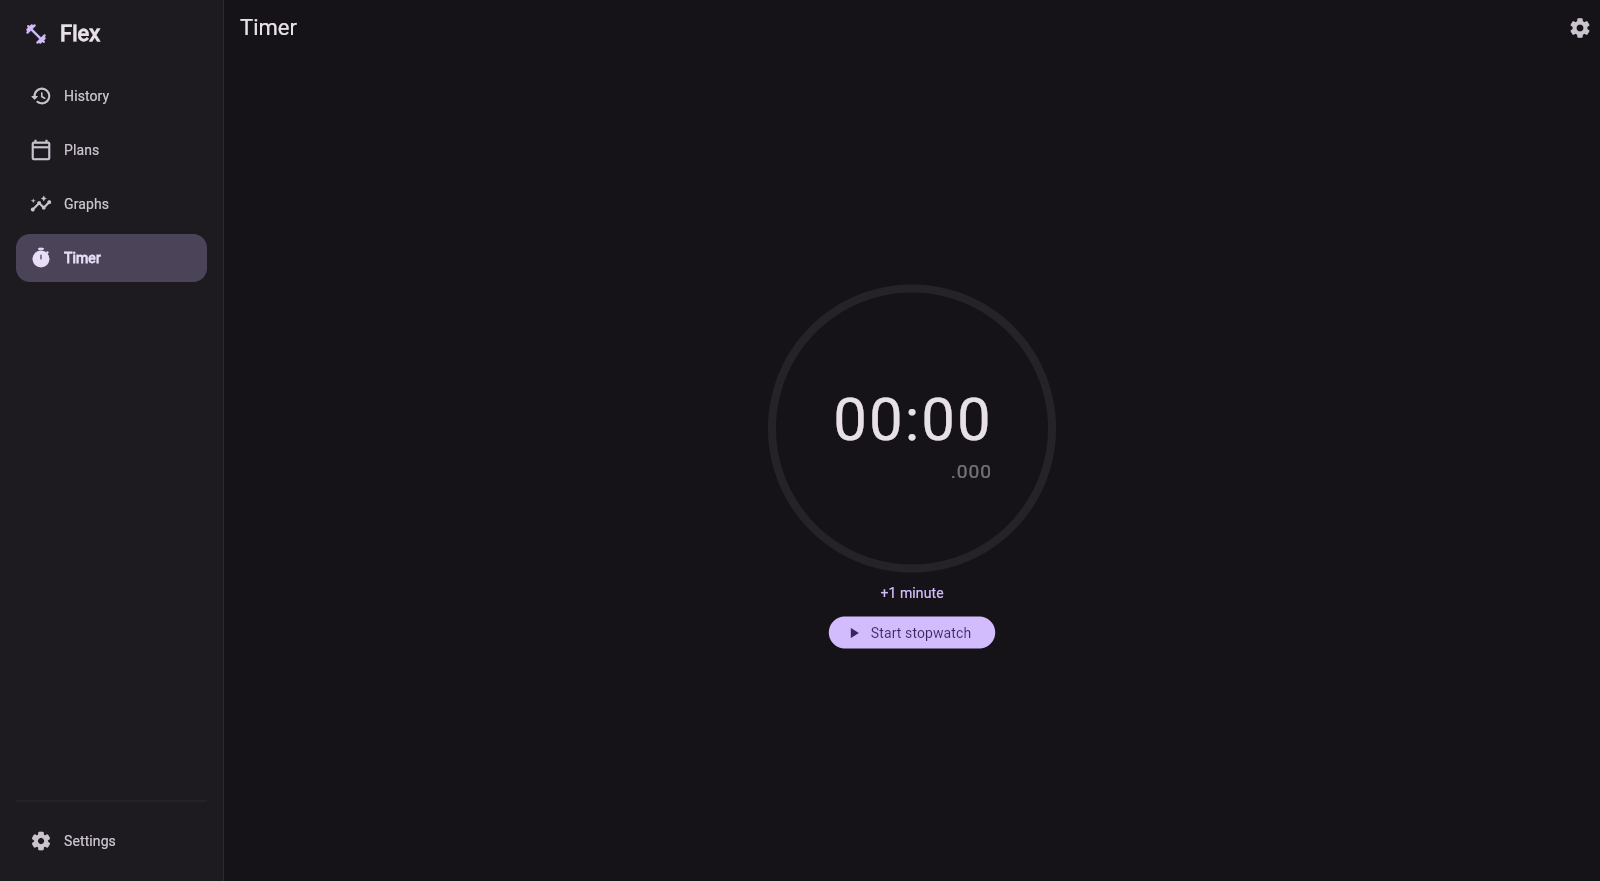 Flex
History
Plans
Graphs
Timer
Settings
Timer
00:00
.000
+1 minute
Start stopwatch